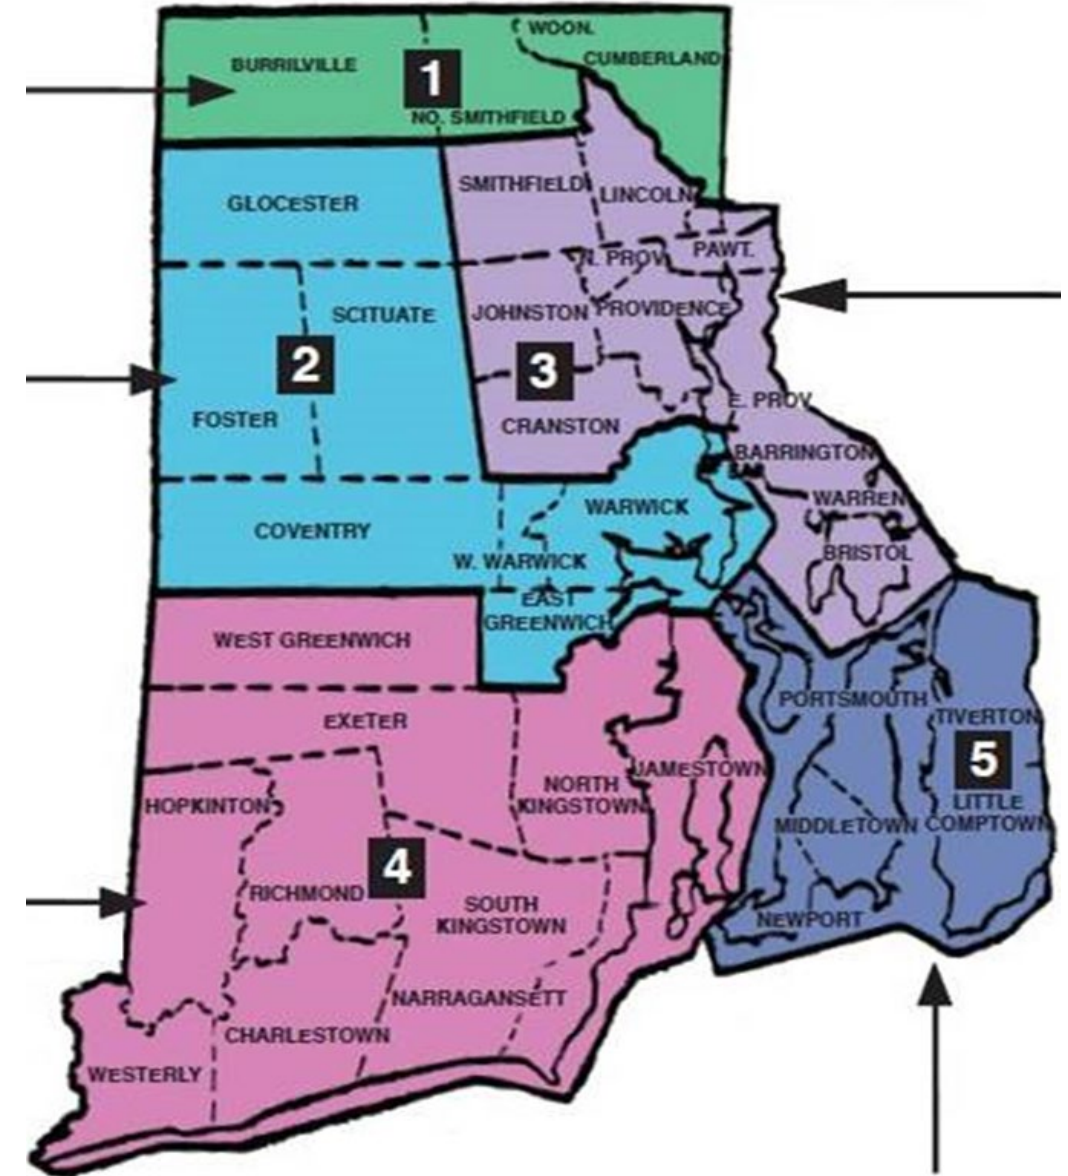 WOON.
CUMBERLAND
BURRILVILLE
1
NO. SMITHFIELD
SMITHFIELD
LINCOLN
GLOCESTER
N. PROV.
PAWT.
SCITUATE
JOHNSTON
PROVIDENCE
2
3
E. PROV.
FOSTER
CRANSTON
BARRINGTON
WARREN
WARWICK
COVENTRY
BRISTOL
W. WARWICK
EAST
GREENWICH
WEST GREENWICH
PORTSMOUTH
TIVERTON
EXETER
5
JAMESTOWN
NORTH
KINGSTOWN
HOPKINTON
LITTLE
COMPTOWN
MIDDLETOWN
4
RICHMOND
SOUTH
KINGSTOWN
NEWPORT
NARRAGANSETT
CHARLESTOWN
WESTERLY